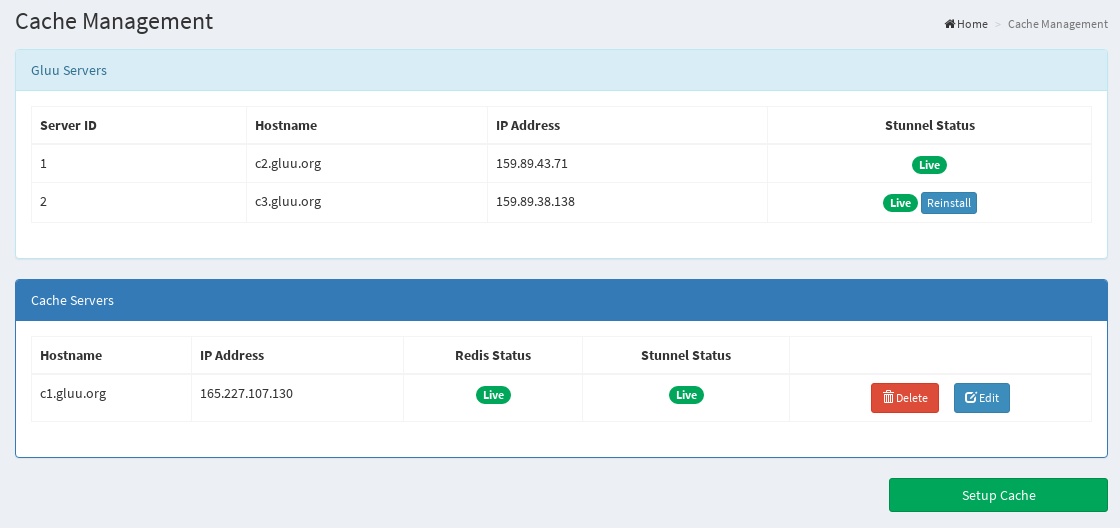 Cache Management
Home > Cache Management
Gluu Servers
Server ID Hostname IP Address Stunnel Status
1 c2.gluu.org 159.89.43.71 Live
2 c3.gluu.org 159.89.38.138 Live Reinstall
Cache Servers
Hostname IP Address Redis Status Stunnel Status
c1.gluu.org 165.227.107.130 Live Live Delete Edit
Setup Cache